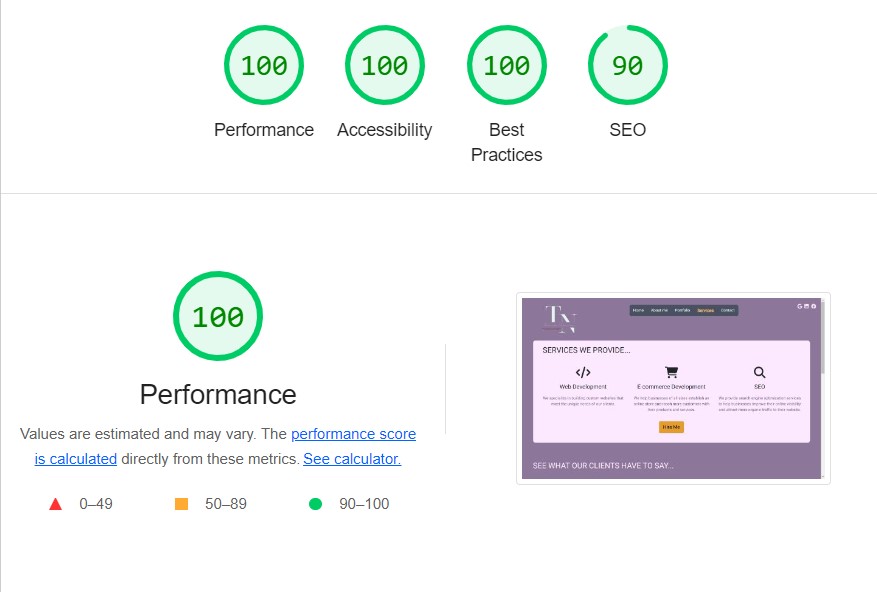 100
100
100
90
Performance
Accessibility
Best
Practices
SEO
100
Performance
Values are estimated and may vary. The performance score
is calculated directly from these metrics. See calculator.
0–49
50–89
90–100
TN
Home About me Portfolio Services Contact
SERVICES WE PROVIDE...
Web Development
E-commerce Development
SEO
Hire Me
SEE WHAT OUR CLIENTS HAVE TO SAY...